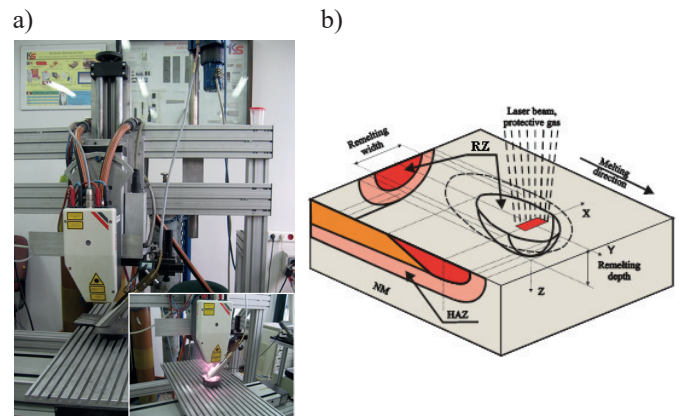 a)
b)
Laser beam,
protective gas
Remelting
width
RZ
Melting
direction
X
Y
Z
Remelting
depth
NM
HAZ